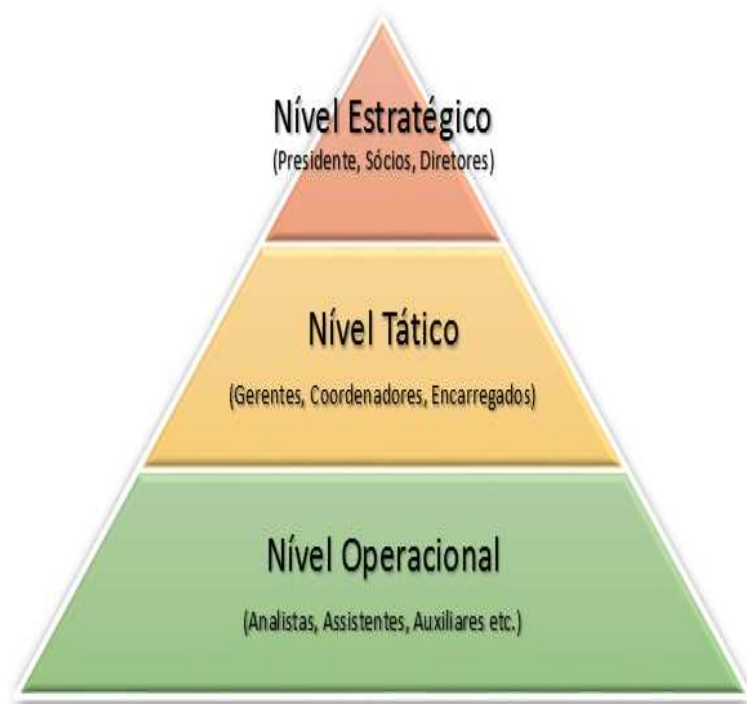 Nível Estratégico
(Presidente, Sócios, Diretores)
Nível Tático
(Gerentes, Coordenadores, Encarregados)
Nível Operacional
(Analistas, Assistentes, Auxiliares etc.)